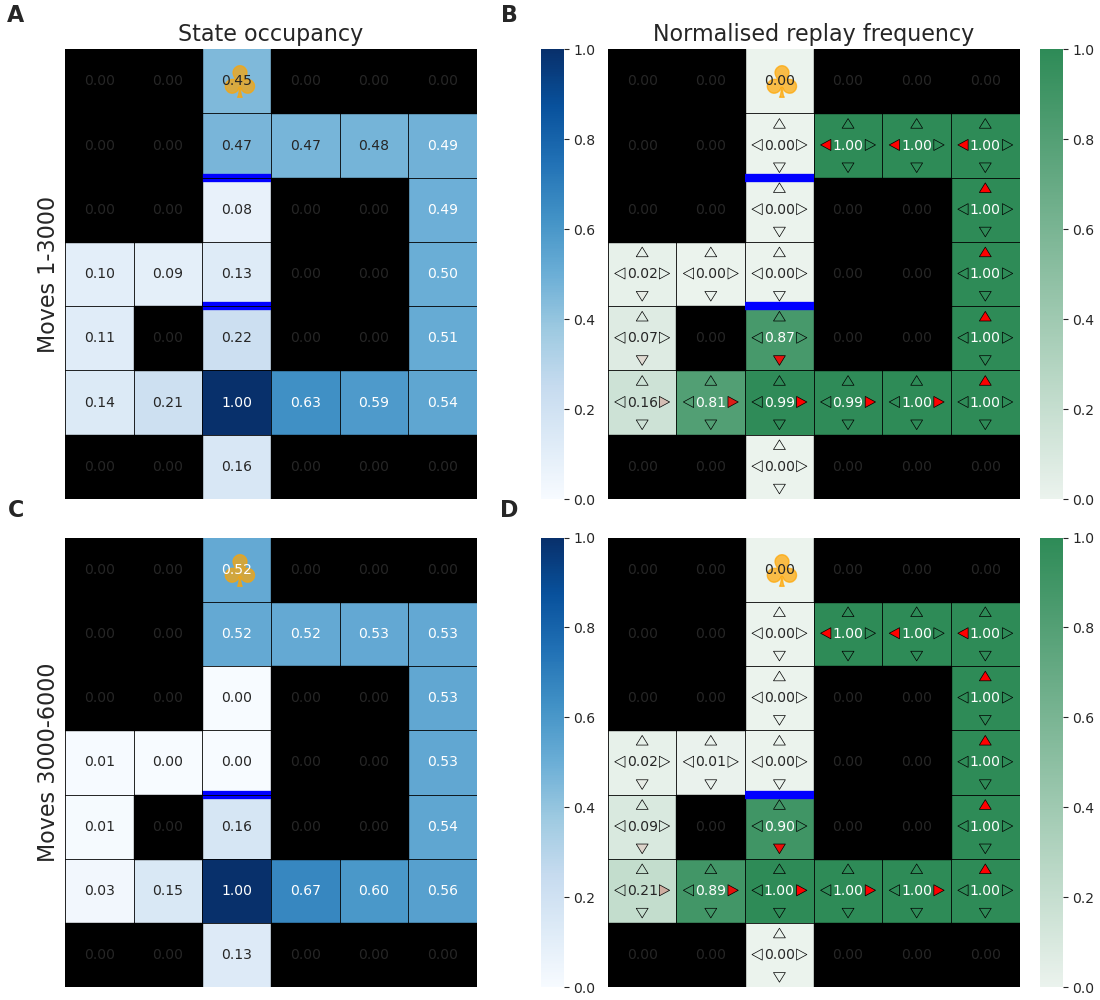 A
State occupancy
Moves 1-3000
0.00 0.00 0.45 0.00 0.00 0.00
0.00 0.00 0.47 0.47 0.48 0.49
0.00 0.00 0.08 0.00 0.00 0.49
0.10 0.09 0.13 0.00 0.00 0.50
0.11 0.00 0.22 0.00 0.00 0.51
0.14 0.21 1.00 0.63 0.59 0.54
0.00 0.00 0.16 0.00 0.00 0.00
1.0
0.8
0.6
0.4
0.2
0.0
B
Normalised replay frequency
0.00 0.00 0.00 0.00 0.00 0.00
0.00 0.00 0.00 1.00 1.00 1.00
0.00 0.00 0.00 0.00 0.00 1.00
0.02 0.00 0.00 0.00 0.00 1.00
0.07 0.00 0.87 0.00 0.00 1.00
0.16 0.81 0.99 0.99 1.00 1.00
0.00 0.00 0.00 0.00 0.00 0.00
1.0
0.8
0.6
0.4
0.2
0.0
C
Moves 3000-6000
0.00 0.00 0.52 0.00 0.00 0.00
0.00 0.00 0.52 0.52 0.53 0.53
0.00 0.00 0.00 0.00 0.00 0.53
0.01 0.00 0.00 0.00 0.00 0.53
0.01 0.00 0.16 0.00 0.00 0.54
0.03 0.15 1.00 0.67 0.60 0.56
0.00 0.00 0.13 0.00 0.00 0.00
1.0
0.8
0.6
0.4
0.2
0.0
D
0.00 0.00 0.00 0.00 0.00 0.00
0.00 0.00 0.00 1.00 1.00 1.00
0.00 0.00 0.00 0.00 0.00 1.00
0.02 0.01 0.00 0.00 0.00 1.00
0.09 0.00 0.90 0.00 0.00 1.00
0.21 0.89 1.00 1.00 1.00 1.00
0.00 0.00 0.00 0.00 0.00 0.00
1.0
0.8
0.6
0.4
0.2
0.0